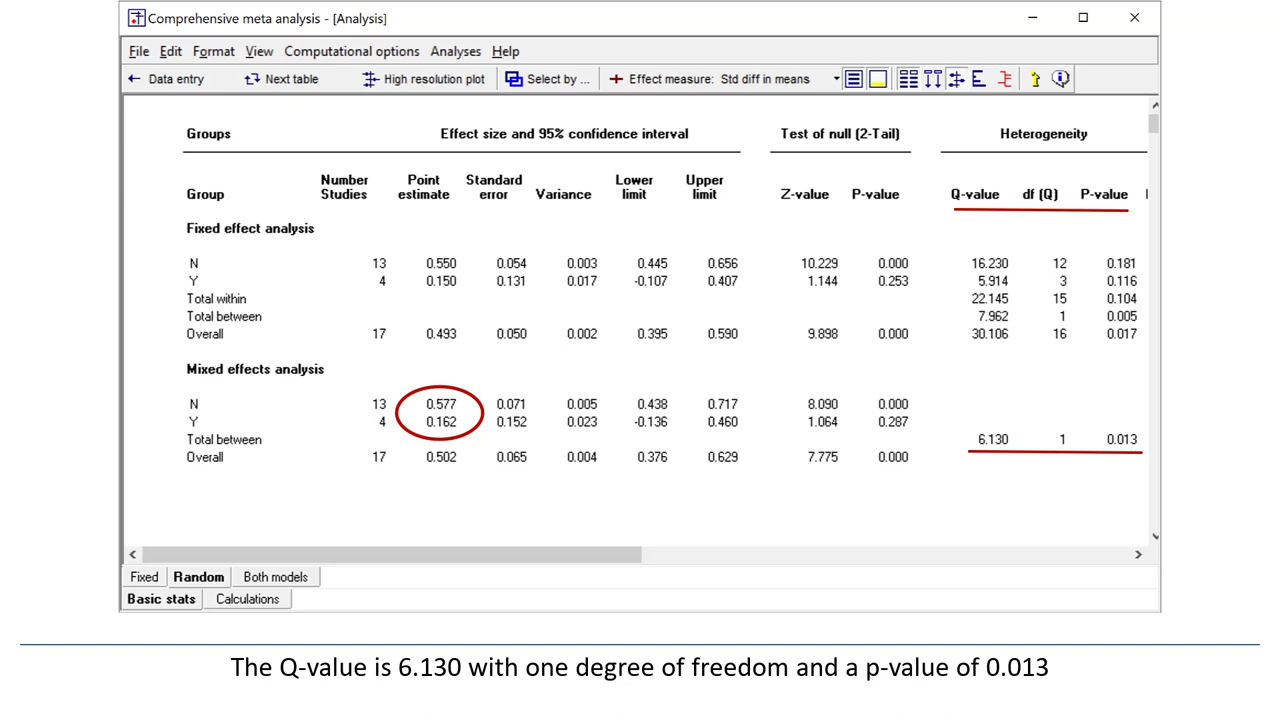 Comprehensive meta analysis - [Analysis]
File Edit Format View Computational options Analyses Help
Data entry Next table High resolution plot Select by ... Effect measure: Std diff in means
Groups Effect size and 95% confidence interval Test of null (2-Tail) Heterogeneity
Number Point Standard Lower Upper
Group Studies estimate error Variance limit limit Z-value P-value Q-value df (Q) P-value
Fixed effect analysis
N 13 0.550 0.054 0.003 0.445 0.656 10.229 0.000 16.230 12 0.181
Y 4 0.150 0.131 0.017 -0.107 0.407 1.144 0.253 5.914 3 0.116
Total within 22.145 15 0.104
Total between 7.962 1 0.005
Overall 17 0.493 0.050 0.002 0.395 0.590 9.898 0.000 30.106 16 0.017
Mixed effects analysis
N 13 0.577 0.071 0.005 0.438 0.717 8.090 0.000
Y 4 0.162 0.152 0.023 -0.136 0.460 1.064 0.287
Total between 6.130 1 0.013
Overall 17 0.502 0.065 0.004 0.376 0.629 7.775 0.000
Fixed Random Both models
Basic stats Calculations
The Q-value is 6.130 with one degree of freedom and a p-value of 0.013